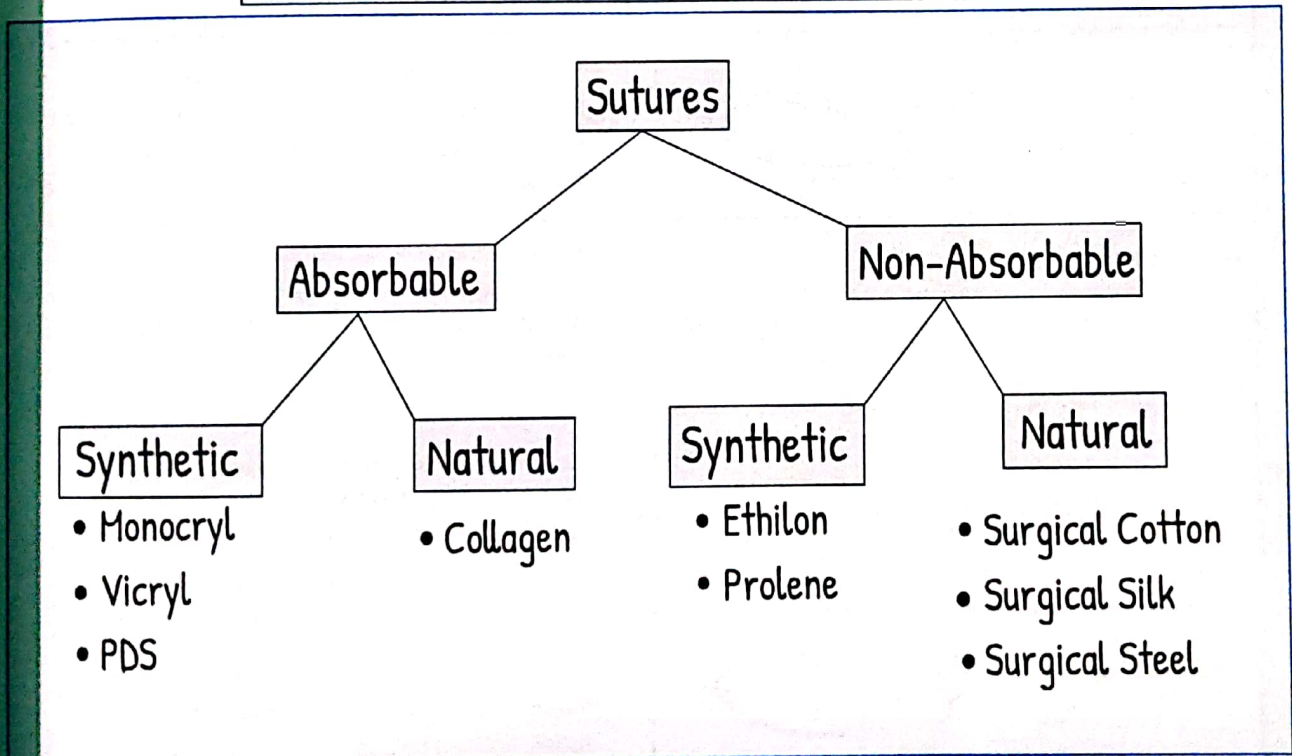 Sutures
Absorbable
Non-Absorbable
Synthetic
• Monocryl
• Vicryl
• PDS
Natural
• Collagen
Synthetic
• Ethilon
• Prolene
Natural
• Surgical Cotton
• Surgical Silk
• Surgical Steel